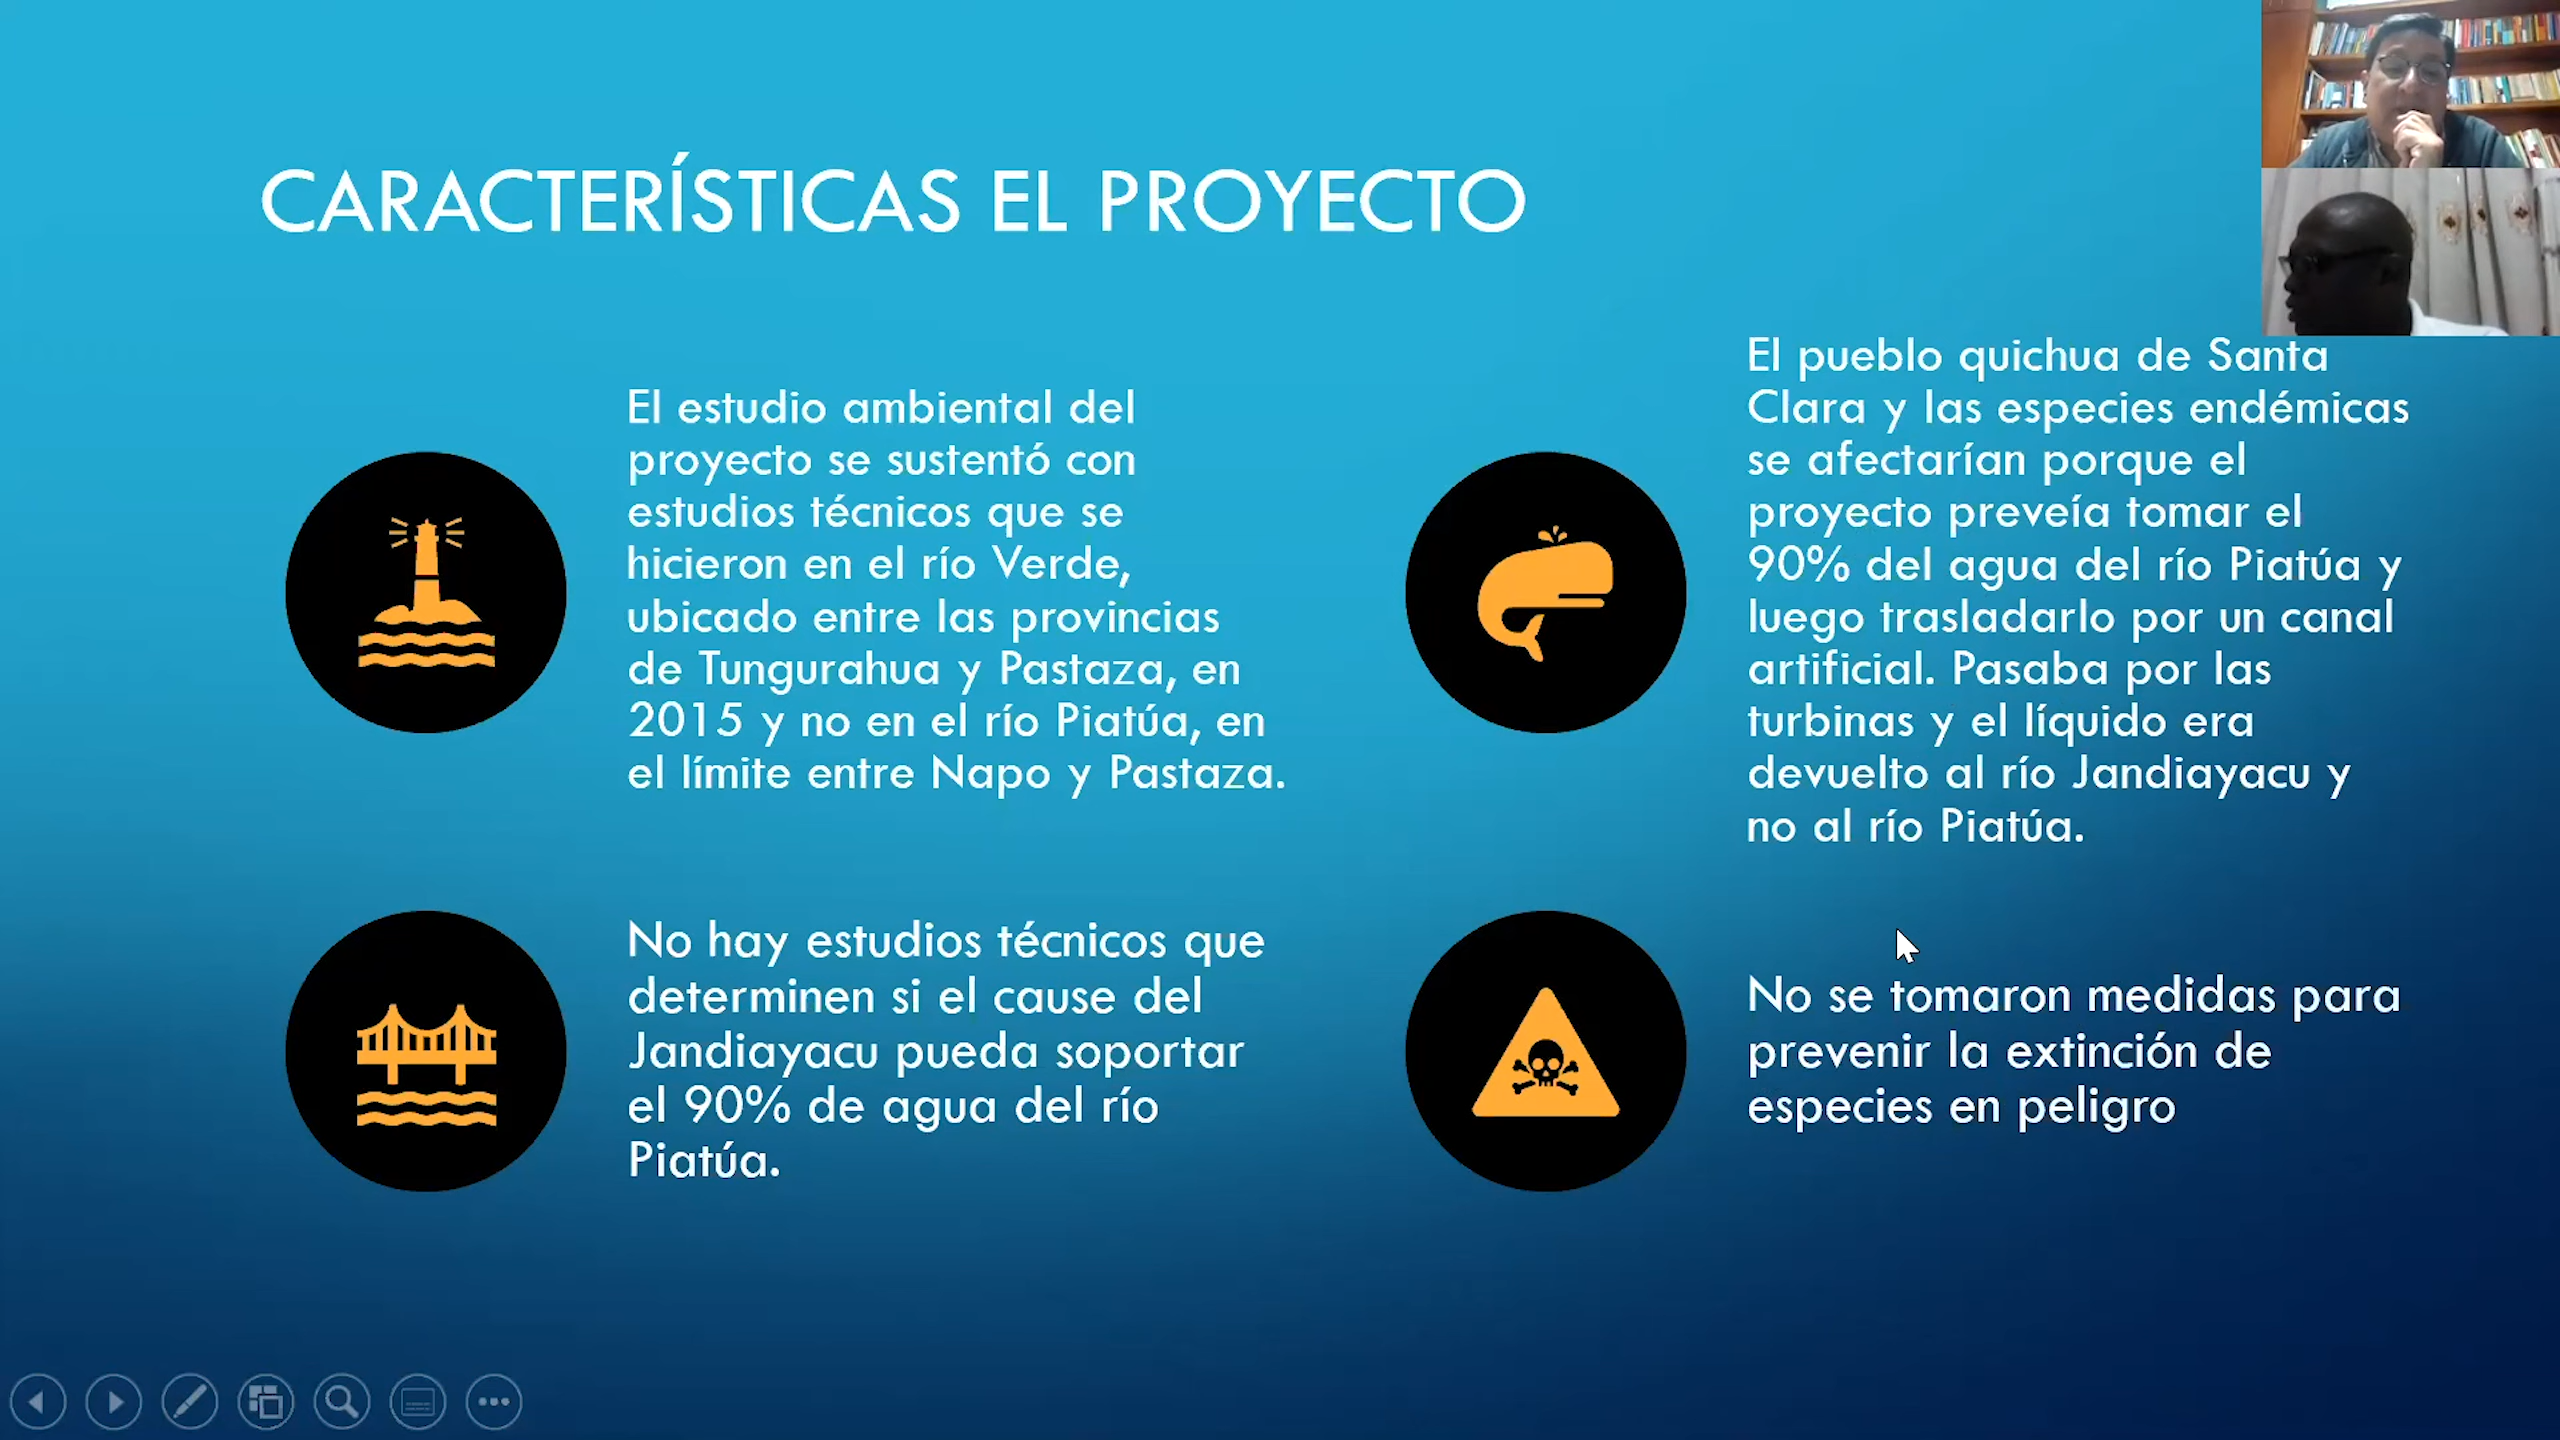 CARACTERÍSTICAS EL PROYECTO
El estudio ambiental del
proyecto se sustentó con
estudios técnicos que se
hicieron en el río Verde,
ubicado entre las provincias
de Tungurahua y Pastaza, en
2015 y no en el río Piatúa, en
el límite entre Napo y Pastaza.
El pueblo quichua de Santa
Clara y las especies endémicas
se afectarían porque el
proyecto preveía tomar el
90% del agua del río Piatúa y
luego trasladarlo por un canal
artificial. Pasaba por las
turbinas y el líquido era
devuelto al río Jandiayacu y
no al río Piatúa.
No hay estudios técnicos que
determinen si el cause del
Jandiayacu pueda soportar
el 90% de agua del río
Piatúa.
No se tomaron medidas para
prevenir la extinción de
especies en peligro